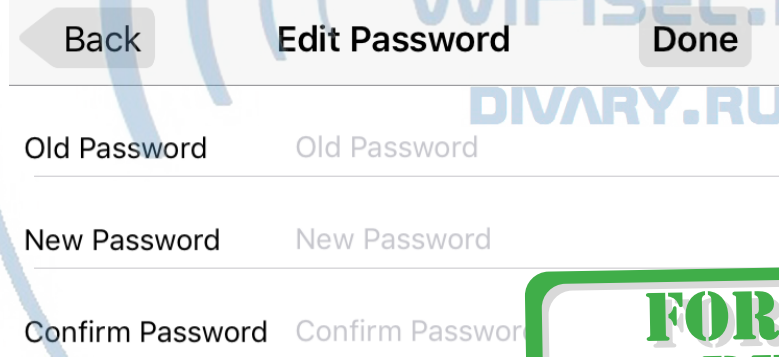 WIFISEC.
Back Edit Password Done
DIVARY.RU
Old Password Old Password
New Password New Password
Confirm Password Confirm Passwor
FOR